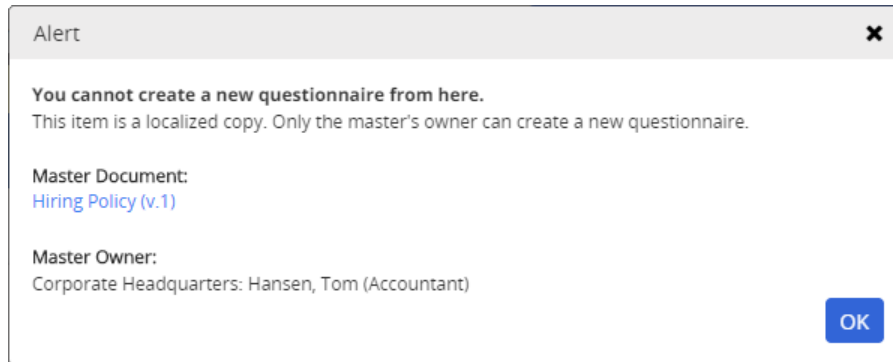 Alert
You cannot create a new questionnaire from here.
This item is a localized copy. Only the master's owner can create a new questionnaire.
Master Document:
Hiring Policy (v.1)
Master Owner:
Corporate Headquarters: Hansen, Tom (Accountant)
OK